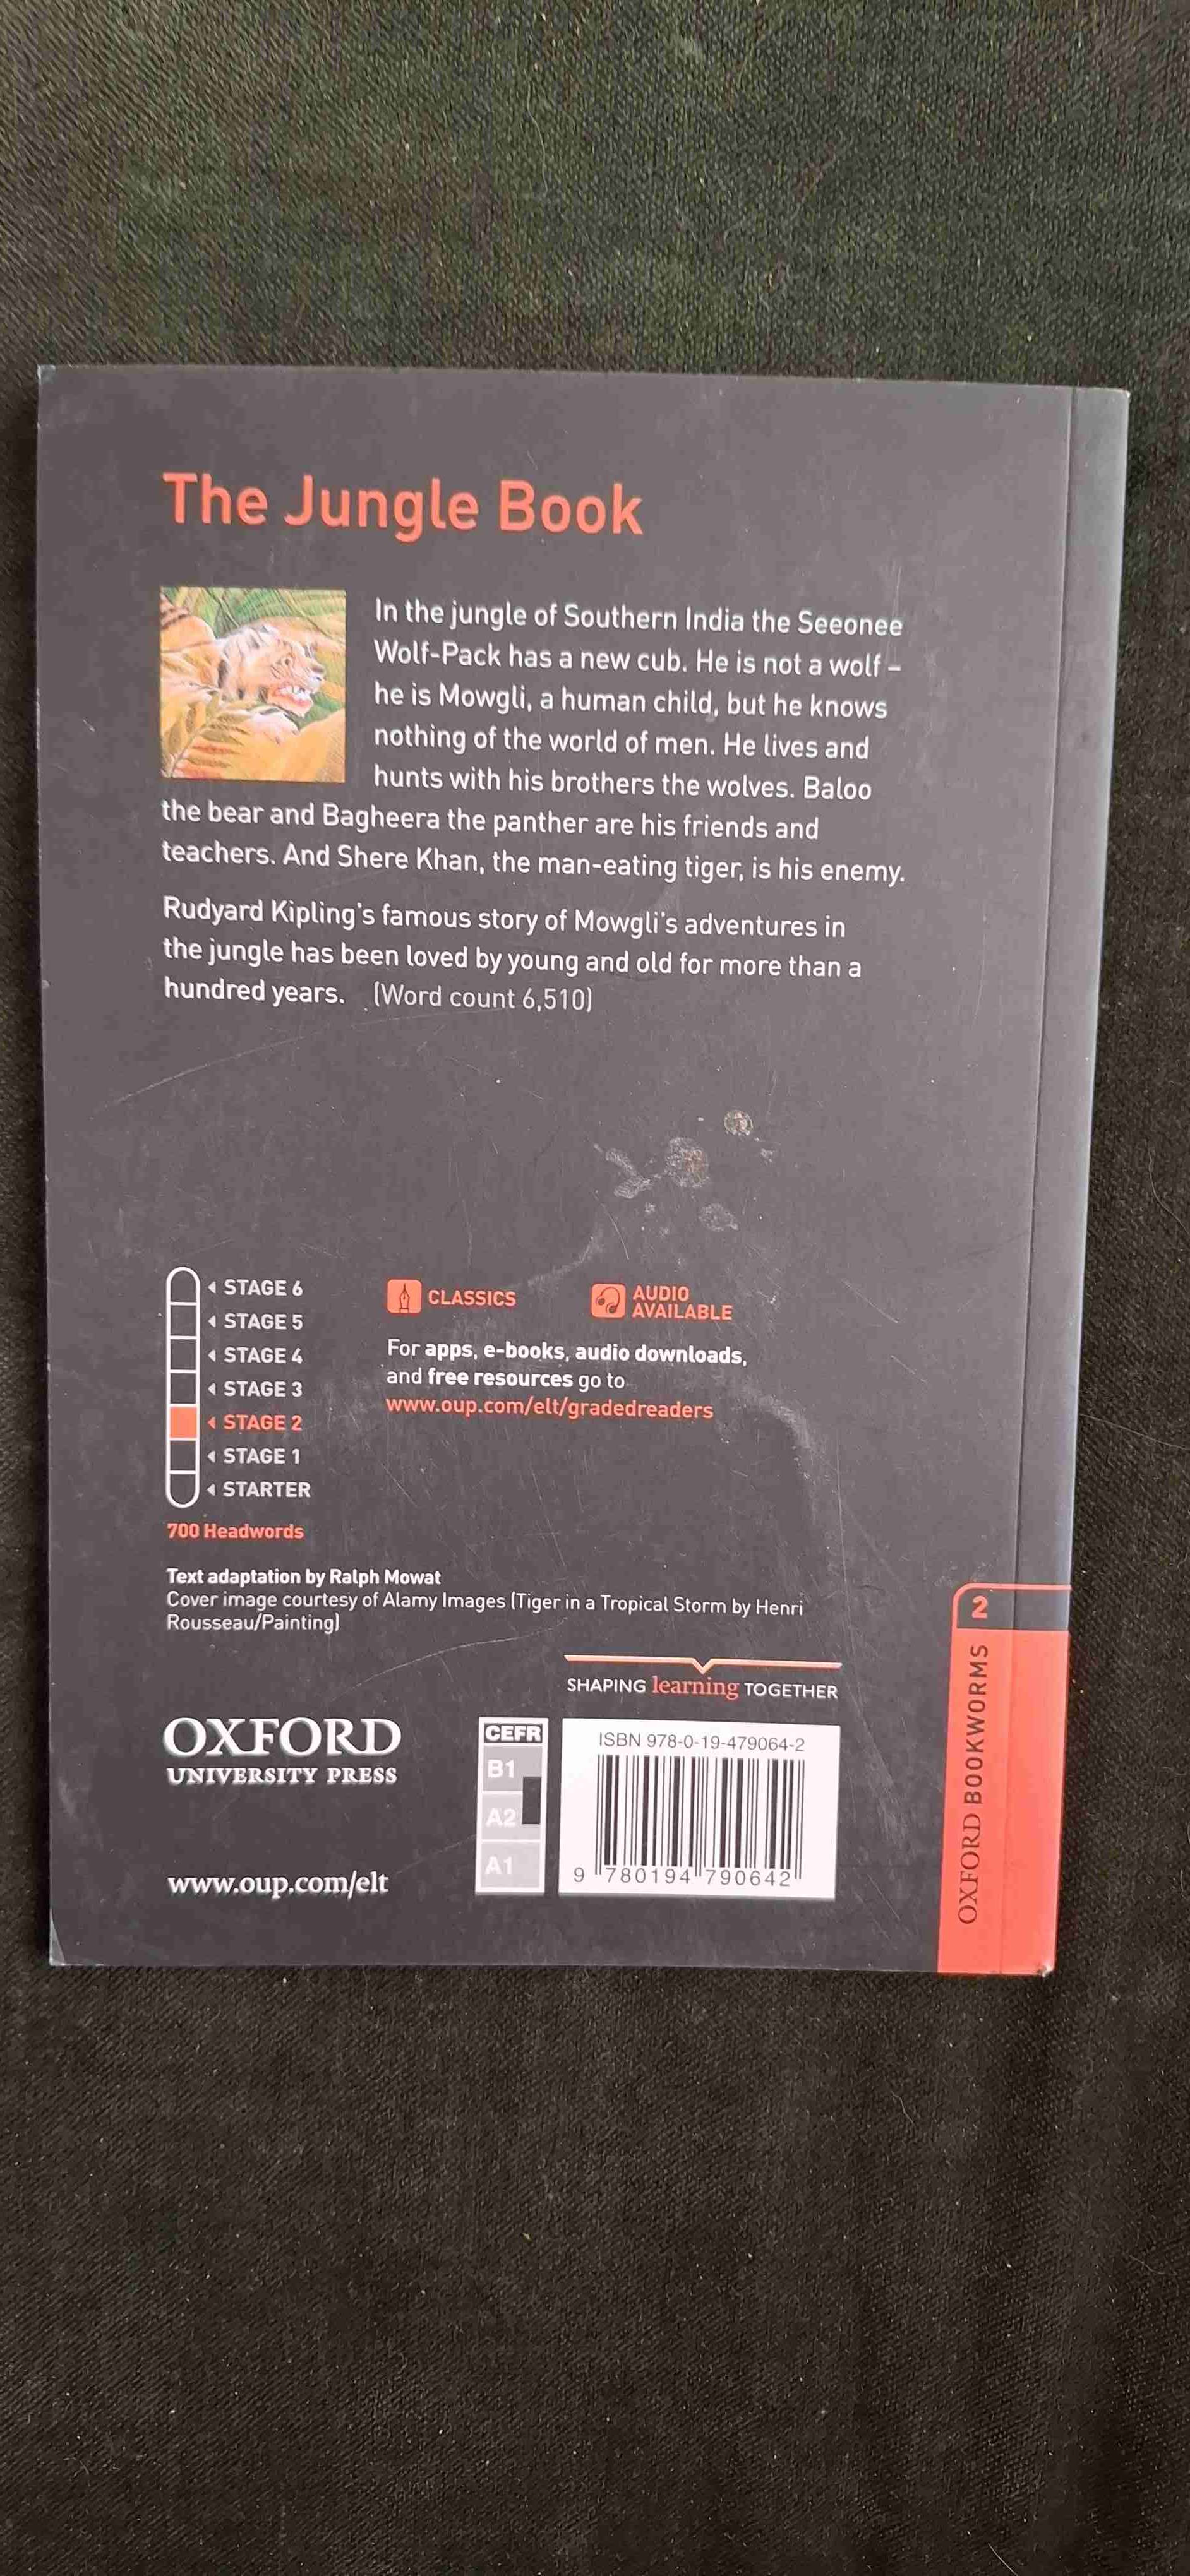 The Jungle Book
In the jungle of Southern India the Seeonee
Wolf-Pack has a new cub. He is not a wolf –
he is Mowgli, a human child, but he knows
nothing of the world of men. He lives and
hunts with his brothers the wolves. Baloo
the bear and Bagheera the panther are his friends and
teachers. And Shere Khan, the man-eating tiger, is his enemy.
Rudyard Kipling's famous story of Mowgli's adventures in
the jungle has been loved by young and old for more than a
hundred years. (Word count 6,510)
STAGE 6
STAGE 5
STAGE 4
STAGE 3
STAGE 2
STAGE 1
STARTER
700 Headwords
CLASSICS
AUDIO
AVAILABLE
For apps, e-books, audio downloads,
and free resources go to
www.oup.com/elt/gradedreaders
Text adaptation by Ralph Mowat
Cover image courtesy of Alamy Images (Tiger in a Tropical Storm by Henri
Rousseau/Painting)
SHAPING learning TOGETHER
OXFORD
UNIVERSITY PRESS
www.oup.com/elt
CEFR
B1
A2
A1
ISBN 978-0-19-479064-2
9 780194 790642
2
OXFORD BOOKWORMS